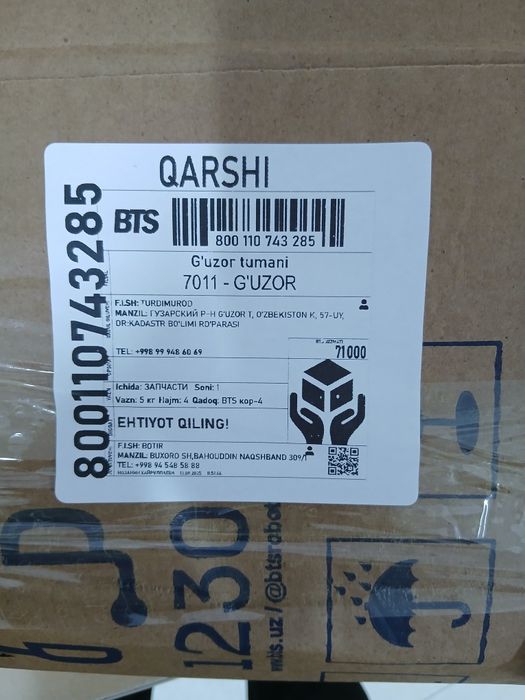 QARSHI
800110743285
BTS
800 110 743 285
G'uzor tumani
7011 - G'UZOR
F.I.SH: TURDIMUROD
MANZIL: ГУЗАРСКИЙ Р-Н G'UZOR T, O'ZBEKISTON K, 57-UY,
OR:KADASTR BO'LIMI RO'PARASI
TEL: +998 99 948 60 69
71000
Ichida: ЗАПЧАСТИ Soni: 1
Vazn: 5 кг Hajm: 4 Qadoq: BTS кор-4
EHTIYOT QILING!
F.I.SH: BOTIR
MANZIL: BUXORO SH,BAHOUDDIN NAQSHBAND 309/1
TEL: +998 94 548 58 88
1230
@btsrobot